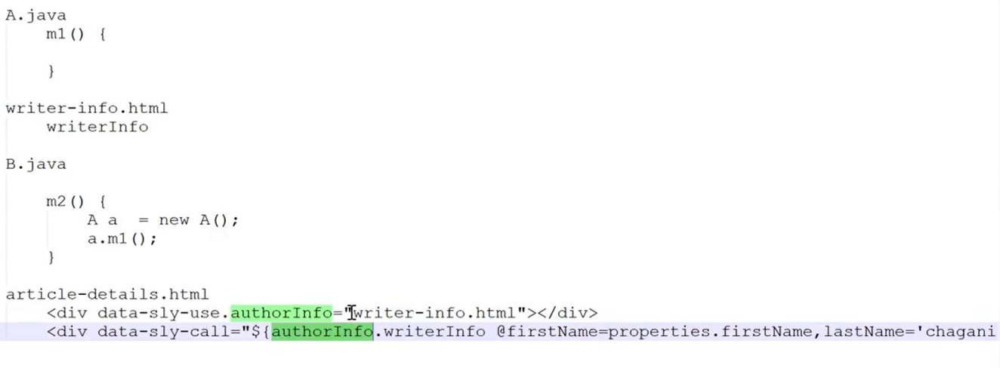 A.java
m1() {
}
writer-info.html
writerInfo
B.java
m2() {
A a  = new A();
a.m1();
}
article-details.html
<div data-sly-use.authorInfo="writer-info.html"></div>
<div data-sly-call="${authorInfo.writerInfo @firstName=properties.firstName,lastName='chagani